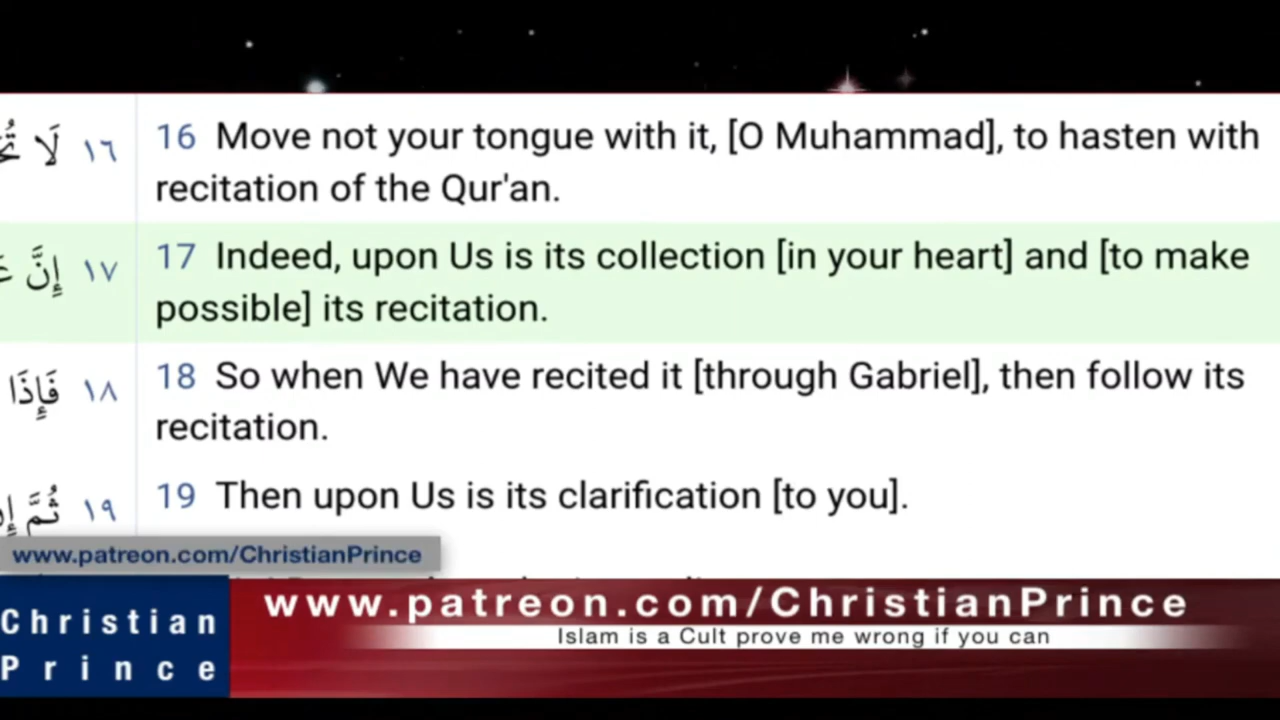 لَا ١٦ 16 Move not your tongue with it, [O Muhammad], to hasten with
recitation of the Qur'an.
إِنَّ ١٧ 17 Indeed, upon Us is its collection [in your heart] and [to make
possible] its recitation.
فَإِذَا ١٨ 18 So when We have recited it [through Gabriel], then follow its
recitation.
ثُمَّ ١٩ 19 Then upon Us is its clarification [to you].
www.patreon.com/ChristianPrince
www.patreon.com/ChristianPrince
Islam is a Cult prove me wrong if you can
Christian
Prince